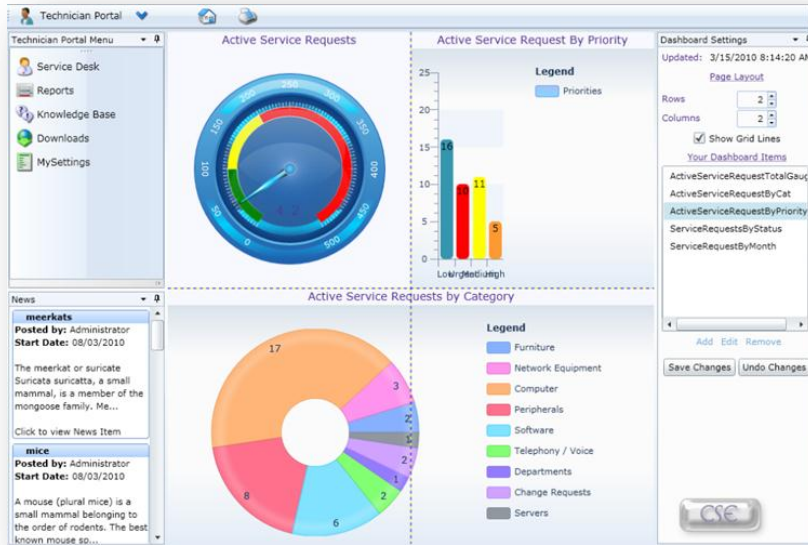 Technician Portal
Technician Portal Menu
Service Desk
Reports
Knowledge Base
Downloads
MySettings
News
meerkats
Posted by: Administrator
Start Date: 08/03/2010
The meerkat or suricate
Suricata suricatta, a small
mammal, is a member of the
mongoose family. Me...
Click to view News Item
mice
Posted by: Administrator
Start Date: 08/03/2010
A mouse (plural mice) is a
small mammal belonging to
the order of rodents. The best
known mouse so...
Active Service Requests
0
50
100
150
200
250
300
350
400
450
500
42
Active Service Request By Priority
25
20
15
10
5
0
16
10
11
5
Low Urgent Medium High
Legend
Priorities
Active Service Requests by Category
17
3
2
1
2
1
2
6
8
Legend
Furniture
Network Equipment
Computer
Peripherals
Software
Telephony / Voice
Departments
Change Requests
Servers
Dashboard Settings
Updated: 3/15/2010 8:14:20 AM
Page Layout
Rows 2
Columns 2
Show Grid Lines
Your Dashboard Items
ActiveServiceRequestTotalGaug
ActiveServiceRequestByCat
ActiveServiceRequestByPriority
ServiceRequestsByStatus
ServiceRequestByMonth
Add Edit Remove
Save Changes Undo Changes
CSE